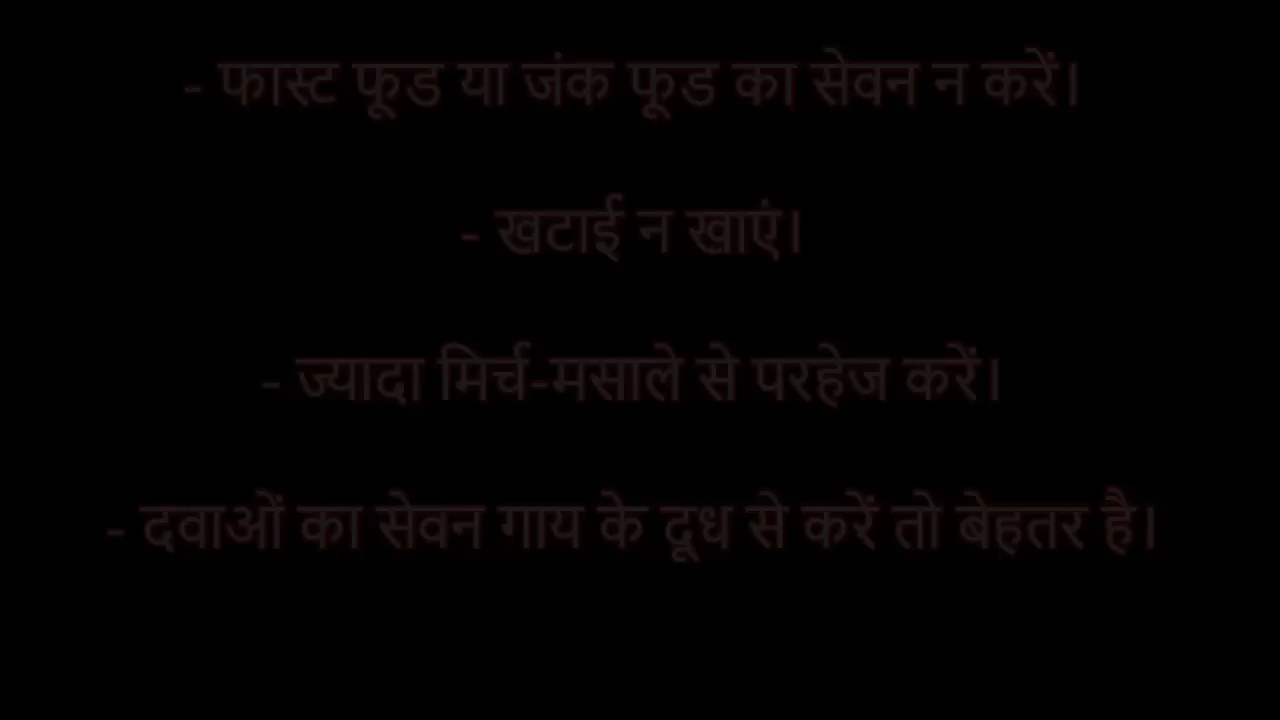 - फास्ट फूड या जंक फूड का सेवन न करें।
- खटाई न खाएं।
- ज्यादा मिर्च-मसाले से परहेज करें।
- दवाओं का सेवन गाय के दूध से करें तो बेहतर है।